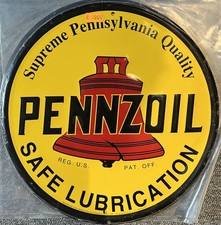 Supreme Pennsylvania Quality
PENNZOIL
REG. U.S. PAT. OFF.
SAFE LUBRICATION